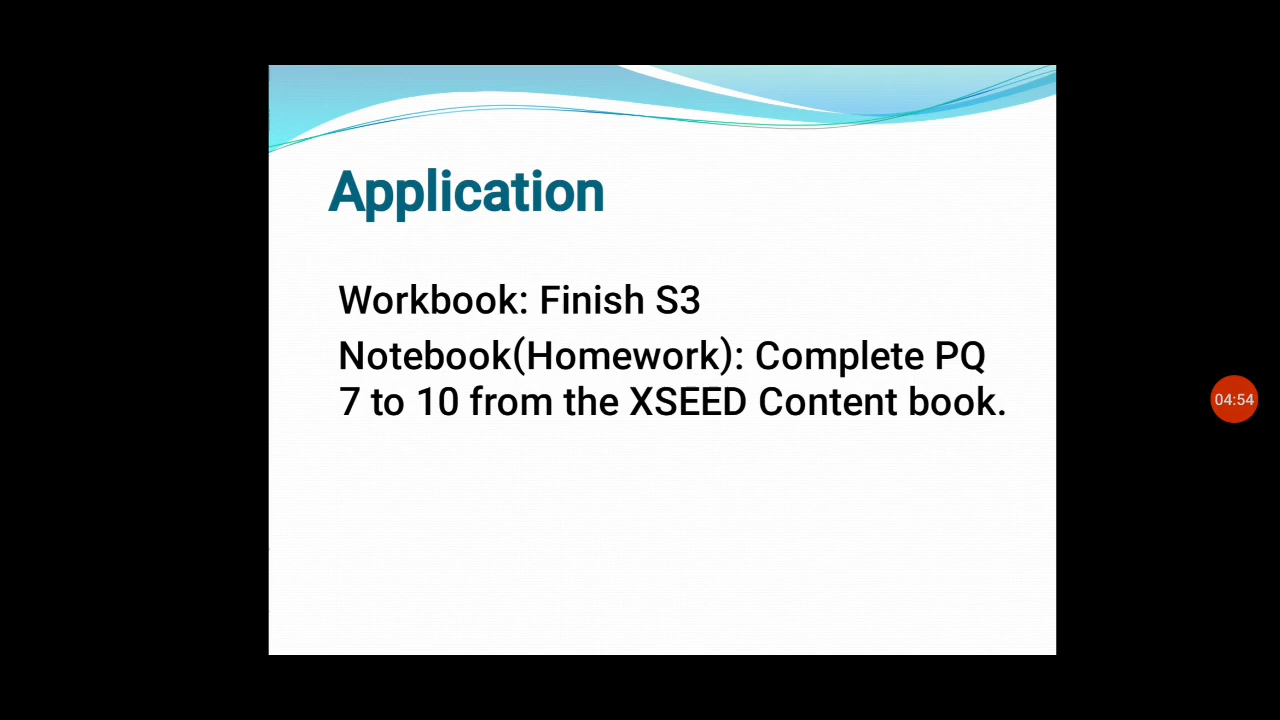 Application
Workbook: Finish S3
Notebook(Homework): Complete PQ
7 to 10 from the XSEED Content book.
04:54